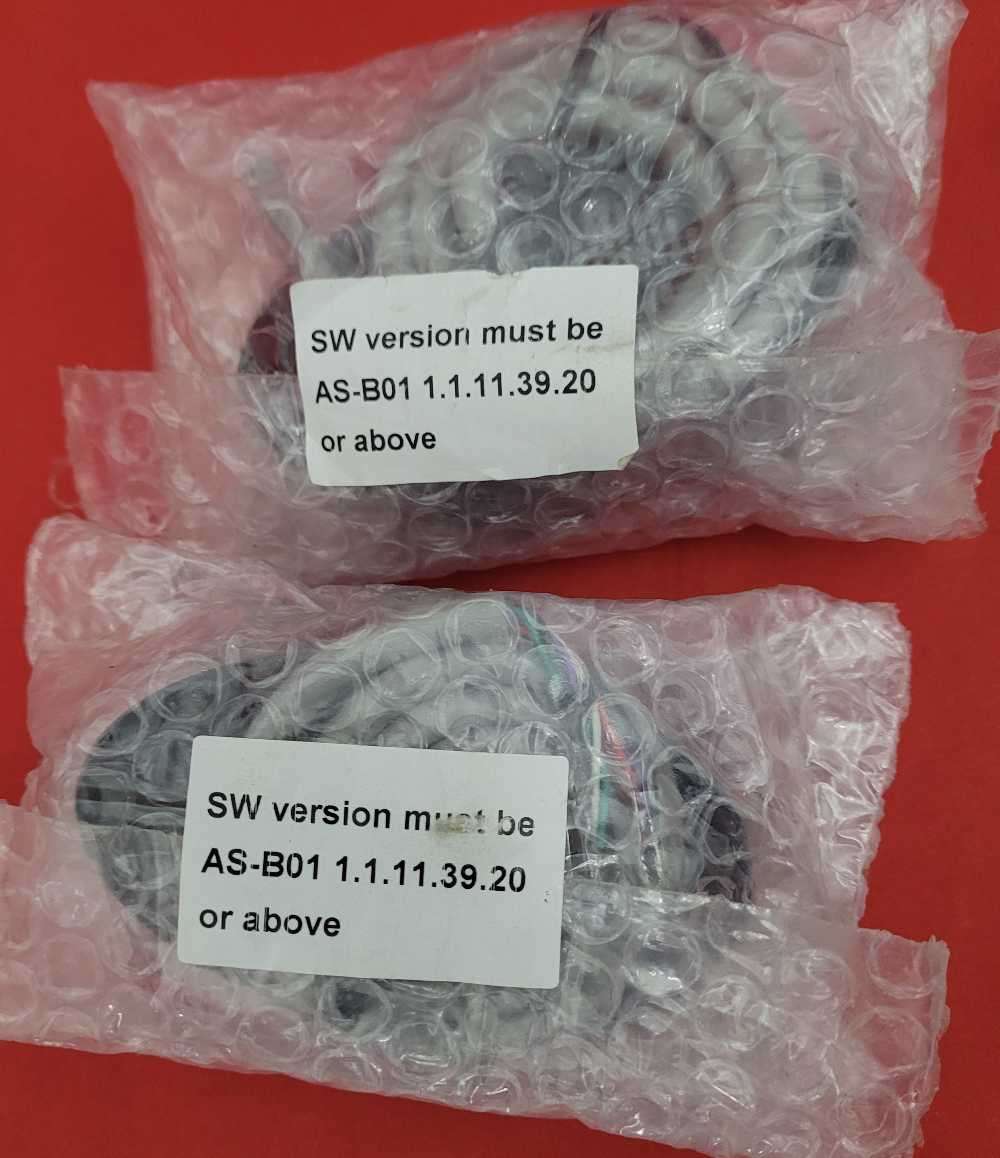 SW version must be
AS-B01 1.1.11.39.20
or above
SW version must be
AS-B01 1.1.11.39.20
or above